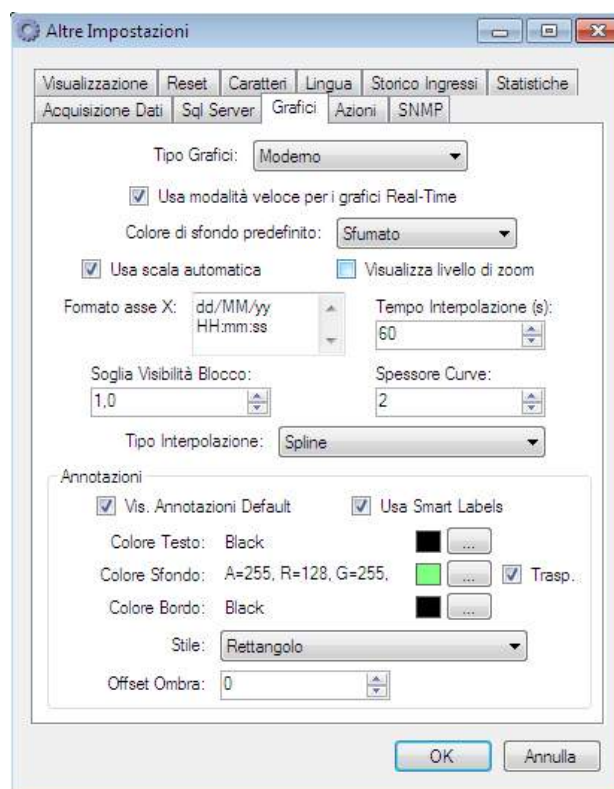 Altre Impostazioni
Visualizzazione Reset Caratteri Lingua Storico Ingressi Statistiche
Acquisizione Dati Sql Server Grafici Azioni SNMP
Tipo Grafici: Moderno
Usa modalità veloce per i grafici Real-Time
Colore di sfondo predefinito: Sfumato
Usa scala automatica Visualizza livello di zoom
Formato asse X: dd/MM/yy
HH:mm:ss
Tempo Interpolazione (s):
60
Soglia Visibilità Blocco: Spessore Curve:
1,0 2
Tipo Interpolazione: Spline
Annotazioni
Vis. Annotazioni Default Usa Smart Labels
Colore Testo: Black ...
Colore Sfondo: A=255, R=128, G=255, ... Trasp.
Colore Bordo: Black ...
Stile: Rettangolo
Offset Ombra: 0
OK Annulla